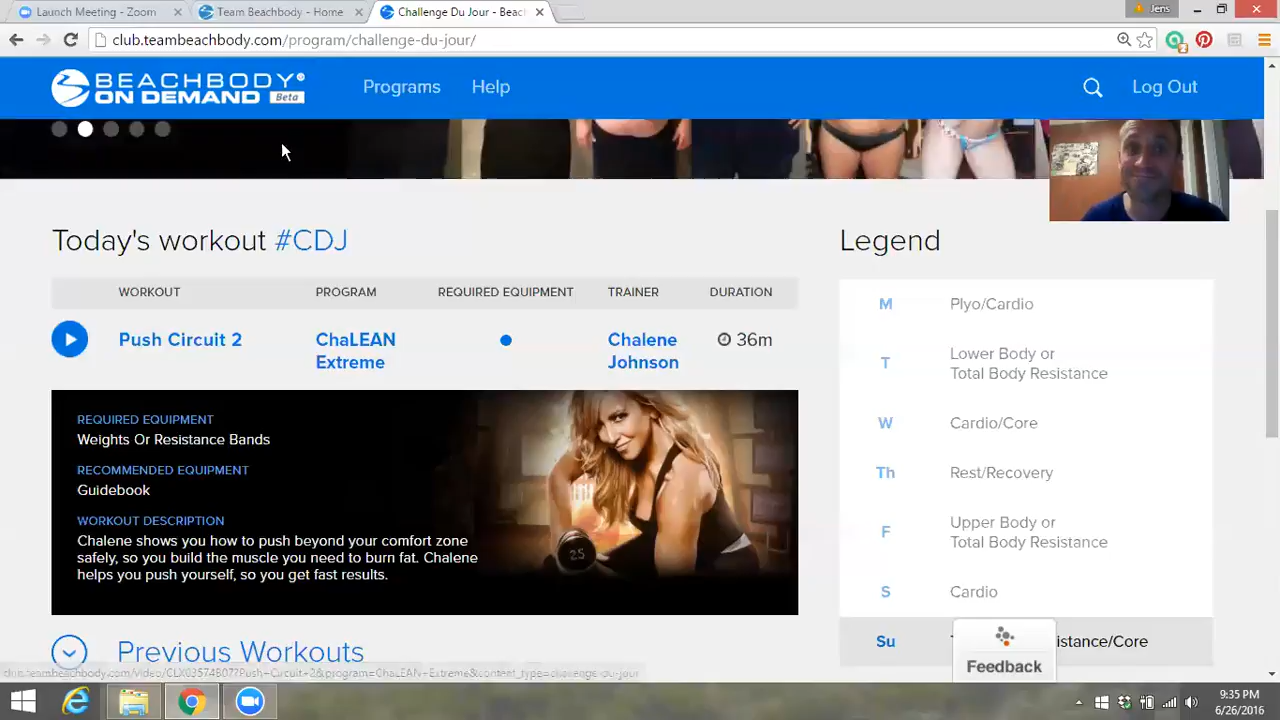 Launch Meeting - Zoom
Team Beachbody - Home
Challenge Du Jour - Beac
Jens
club.teambeachbody.com/program/challenge-du-jour/
BEACHBODY®
ON DEMAND Beta
Programs
Help
Log Out
Today's workout #CDJ
WORKOUT PROGRAM REQUIRED EQUIPMENT TRAINER DURATION
Push Circuit 2
ChaLEAN
Extreme
Chalene
Johnson
36m
REQUIRED EQUIPMENT
Weights Or Resistance Bands
RECOMMENDED EQUIPMENT
Guidebook
WORKOUT DESCRIPTION
Chalene shows you how to push beyond your comfort zone
safely, so you build the muscle you need to burn fat. Chalene
helps you push yourself, so you get fast results.
25
Previous Workouts
Legend
M Plyo/Cardio
T Lower Body or
Total Body Resistance
W Cardio/Core
Th Rest/Recovery
F Upper Body or
Total Body Resistance
S Cardio
Su istance/Core
Feedback
9:35 PM
6/26/2016